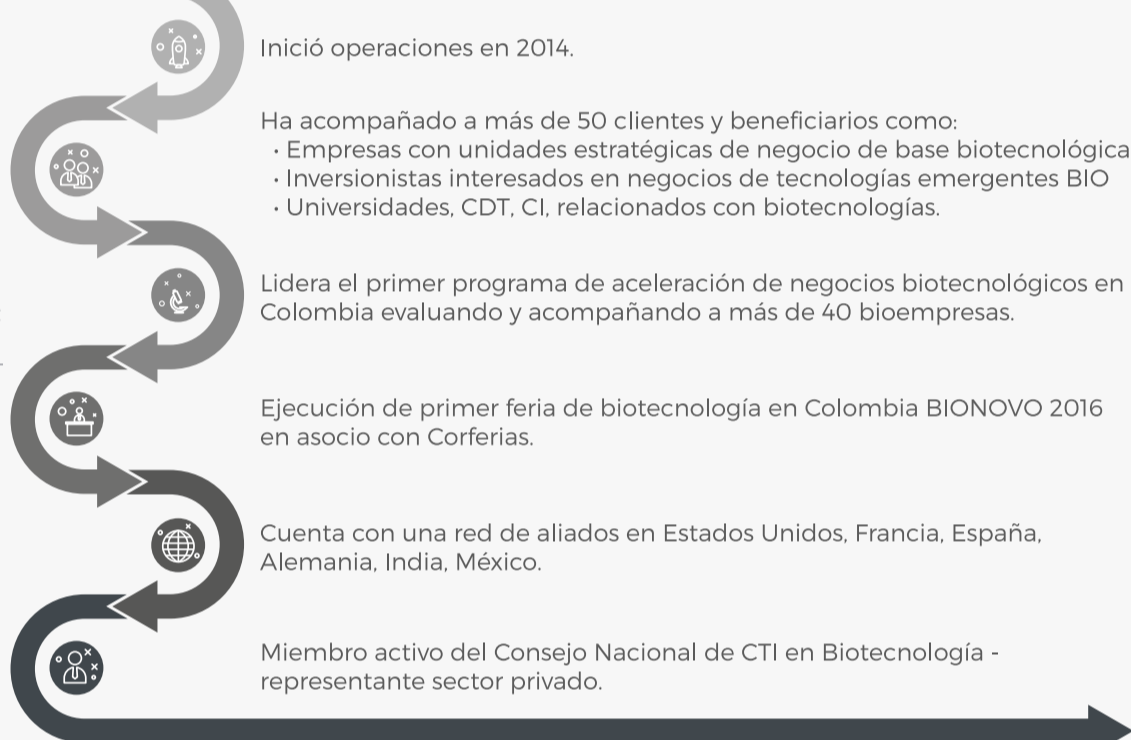 Inició operaciones en 2014.
Ha acompañado a más de 50 clientes y beneficiarios como:
· Empresas con unidades estratégicas de negocio de base biotecnológica
· Inversionistas interesados en negocios de tecnologías emergentes BIO
· Universidades, CDT, CI, relacionados con biotecnologías.
Lidera el primer programa de aceleración de negocios biotecnológicos en
Colombia evaluando y acompañando a más de 40 bioempresas.
Ejecución de primer feria de biotecnología en Colombia BIONOVO 2016
en asocio con Corferias.
Cuenta con una red de aliados en Estados Unidos, Francia, España,
Alemania, India, México.
Miembro activo del Consejo Nacional de CTI en Biotecnología -
representante sector privado.